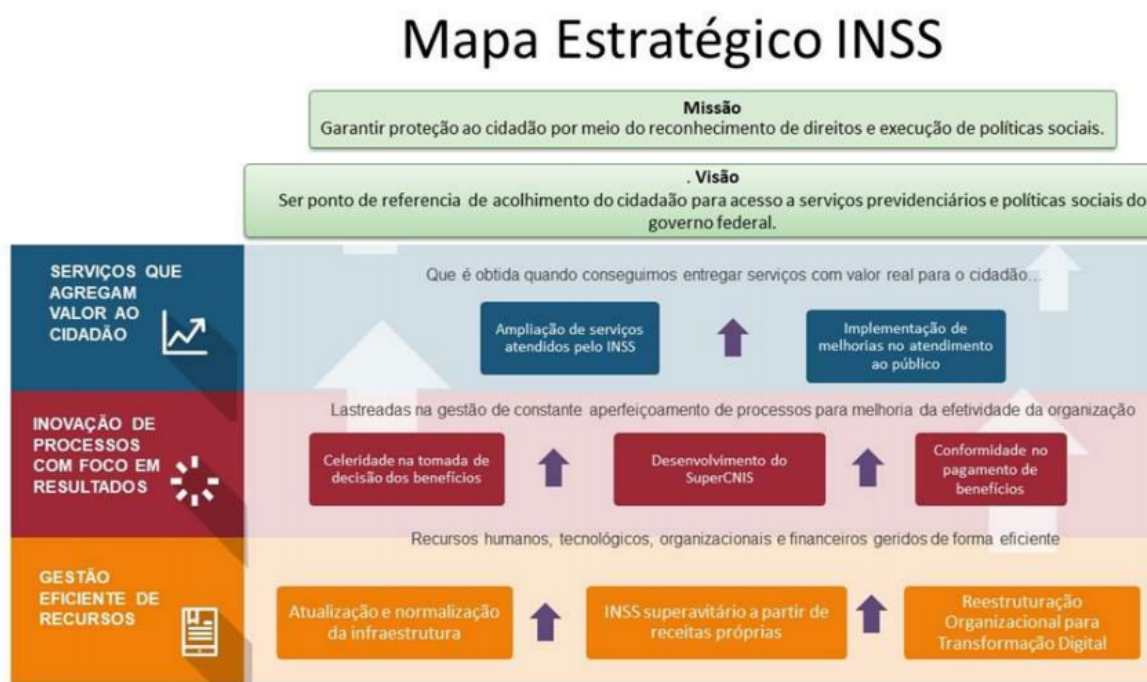 Mapa Estratégico INSS
Missão
Garantir proteção ao cidadão por meio do reconhecimento de direitos e execução de políticas sociais.
. Visão
Ser ponto de referencia de acolhimento do cidadaão para acesso a serviços previdenciários e políticas sociais do
governo federal.
SERVIÇOS QUE
AGREGAM
VALOR AO
CIDADÃO
Que é obtida quando conseguimos entregar serviços com valor real para o cidadão...
Ampliação de serviços
atendidos pelo INSS
Implementação de
melhorias no atendimento
ao público
INOVAÇÃO DE
PROCESSOS
COM FOCO EM
RESULTADOS
Lastreadas na gestão de constante aperfeiçoamento de processos para melhoria da efetividade da organização
Celeridade na tomada de
decisão dos benefícios
Desenvolvimento do
SuperCNIS
Conformidade no
pagamento de
benefícios
GESTÃO
EFICIENTE DE
RECURSOS
Recursos humanos, tecnológicos, organizacionais e financeiros geridos de forma eficiente
Atualização e normalização
da infraestrutura
INSS superavitário a partir de
receitas próprias
Reestruturação
Organizacional para
Transformação Digital